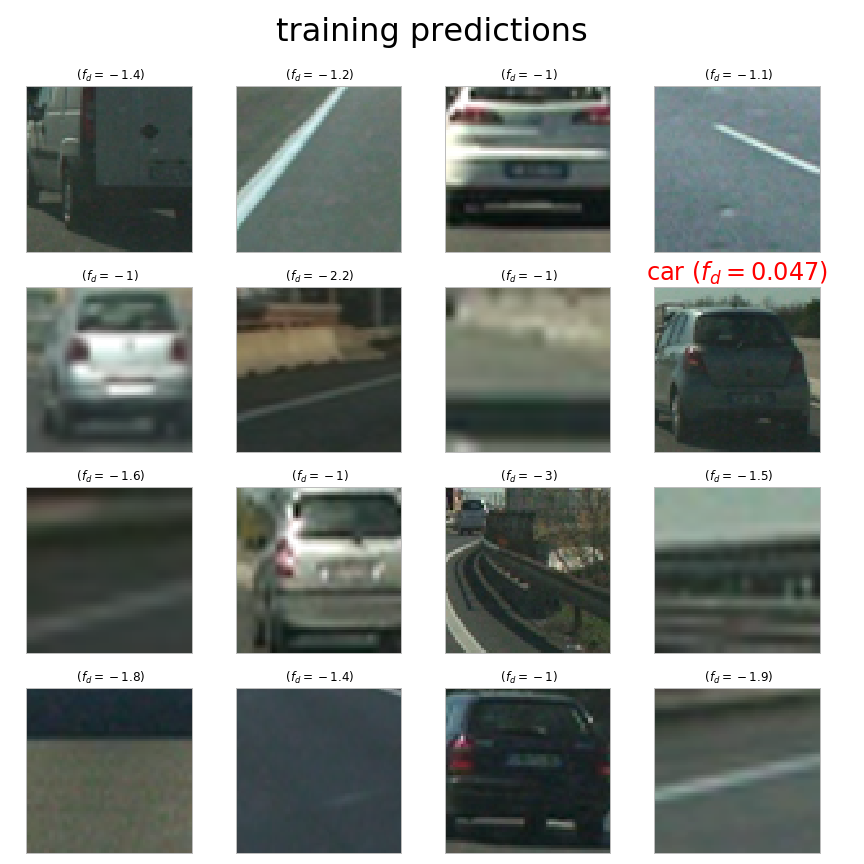 training predictions
(f_d = −1.4) (f_d = −1.2) (f_d = −1) (f_d = −1.1)
(f_d = −1) (f_d = −2.2) (f_d = −1) car (f_d = 0.047)
(f_d = −1.6) (f_d = −1) (f_d = −3) (f_d = −1.5)
(f_d = −1.8) (f_d = −1.4) (f_d = −1) (f_d = −1.9)